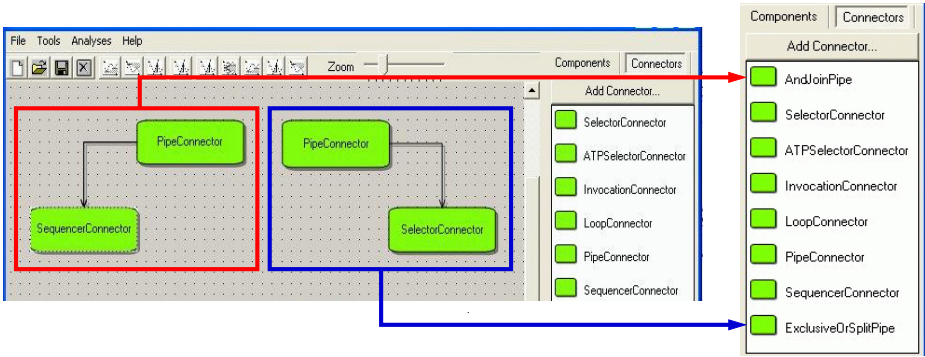 File Tools Analyses Help
Zoom
Components Connectors
Add Connector...
SelectorConnector
ATPSelectorConnector
InvocationConnector
LoopConnector
PipeConnector
SequencerConnector
PipeConnector
SequencerConnector
PipeConnector
SelectorConnector
Components Connectors
Add Connector...
AndJoinPipe
SelectorConnector
ATPSelectorConnector
InvocationConnector
LoopConnector
PipeConnector
SequencerConnector
ExclusiveOrSplitPipe